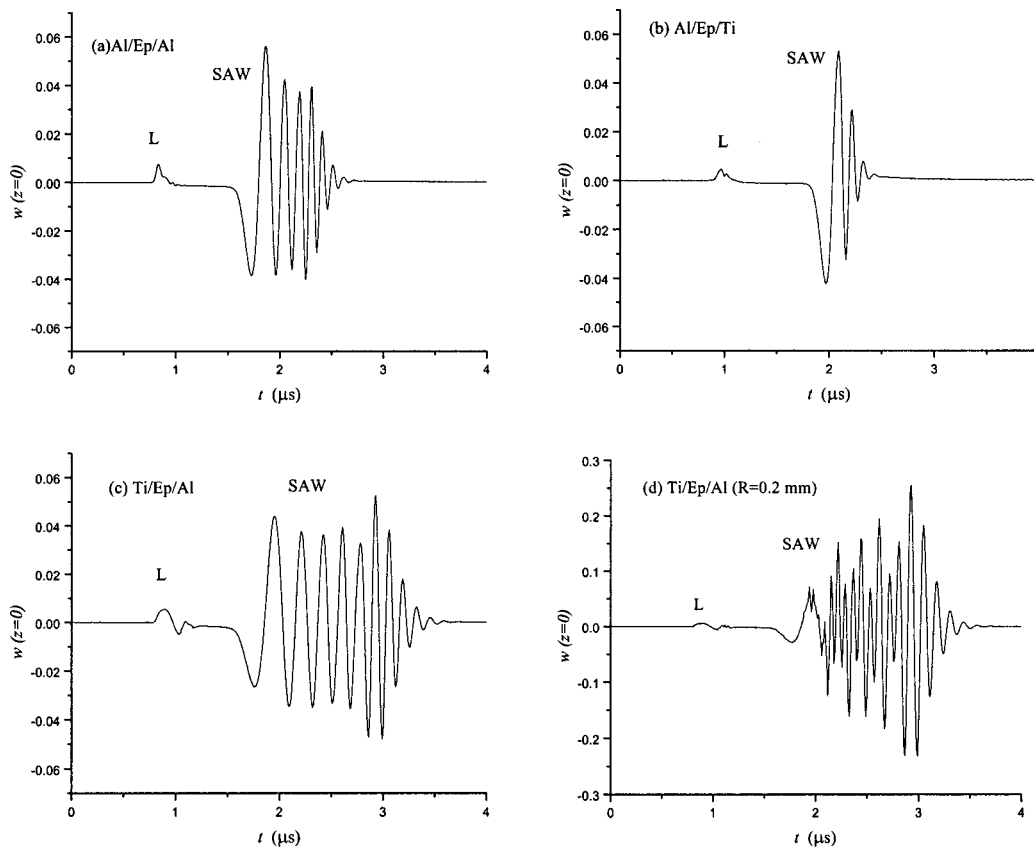 (a)Al/Ep/Al
SAW
L
w (z=0)
0.06
0.04
0.02
0.00
-0.02
-0.04
-0.06
0
1
2
3
4
t (μs)
(b) Al/Ep/Ti
SAW
L
w (z=0)
0.06
0.04
0.02
0.00
-0.02
-0.04
-0.06
0
1
2
3
t (μs)
(c) Ti/Ep/Al
SAW
L
w (z=0)
0.06
0.04
0.02
0.00
-0.02
-0.04
-0.06
0
1
2
3
4
t (μs)
(d) Ti/Ep/Al (R=0.2 mm)
SAW
L
w (z=0)
0.3
0.2
0.1
0.0
-0.1
-0.2
-0.3
0
1
2
3
4
t (μs)